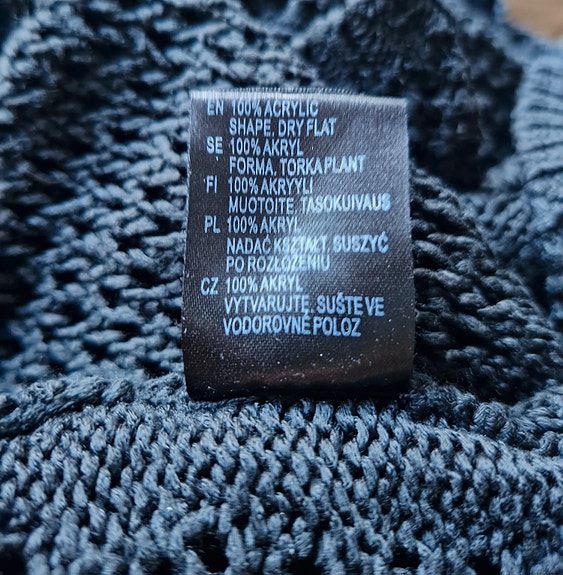 EN 100% ACRYLIC
SHAPE, DRY FLAT
SE 100% AKRYL
FORMA, TORKA PLANT
FI 100% AKRYYLI
MUOTOITE, TASOKUIVAUS
PL 100% AKRYL
NADAĆ KSZTAŁT, SUSZYĆ
PO ROZŁOŻENIU
CZ 100% AKRYL
VYTVARUJTE, SUŠTE VE
VODOROVNÉ POLOZ